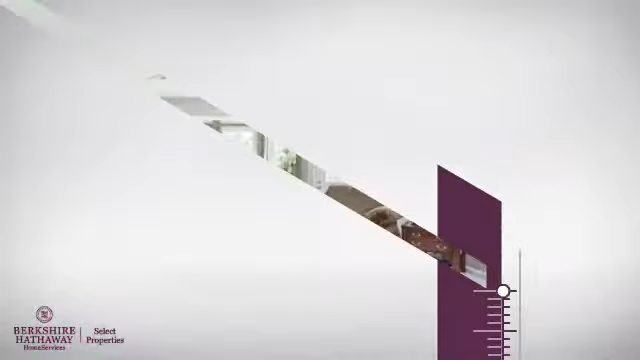 BERKSHIRE
HATHAWAY
HomeServices
Select
Properties